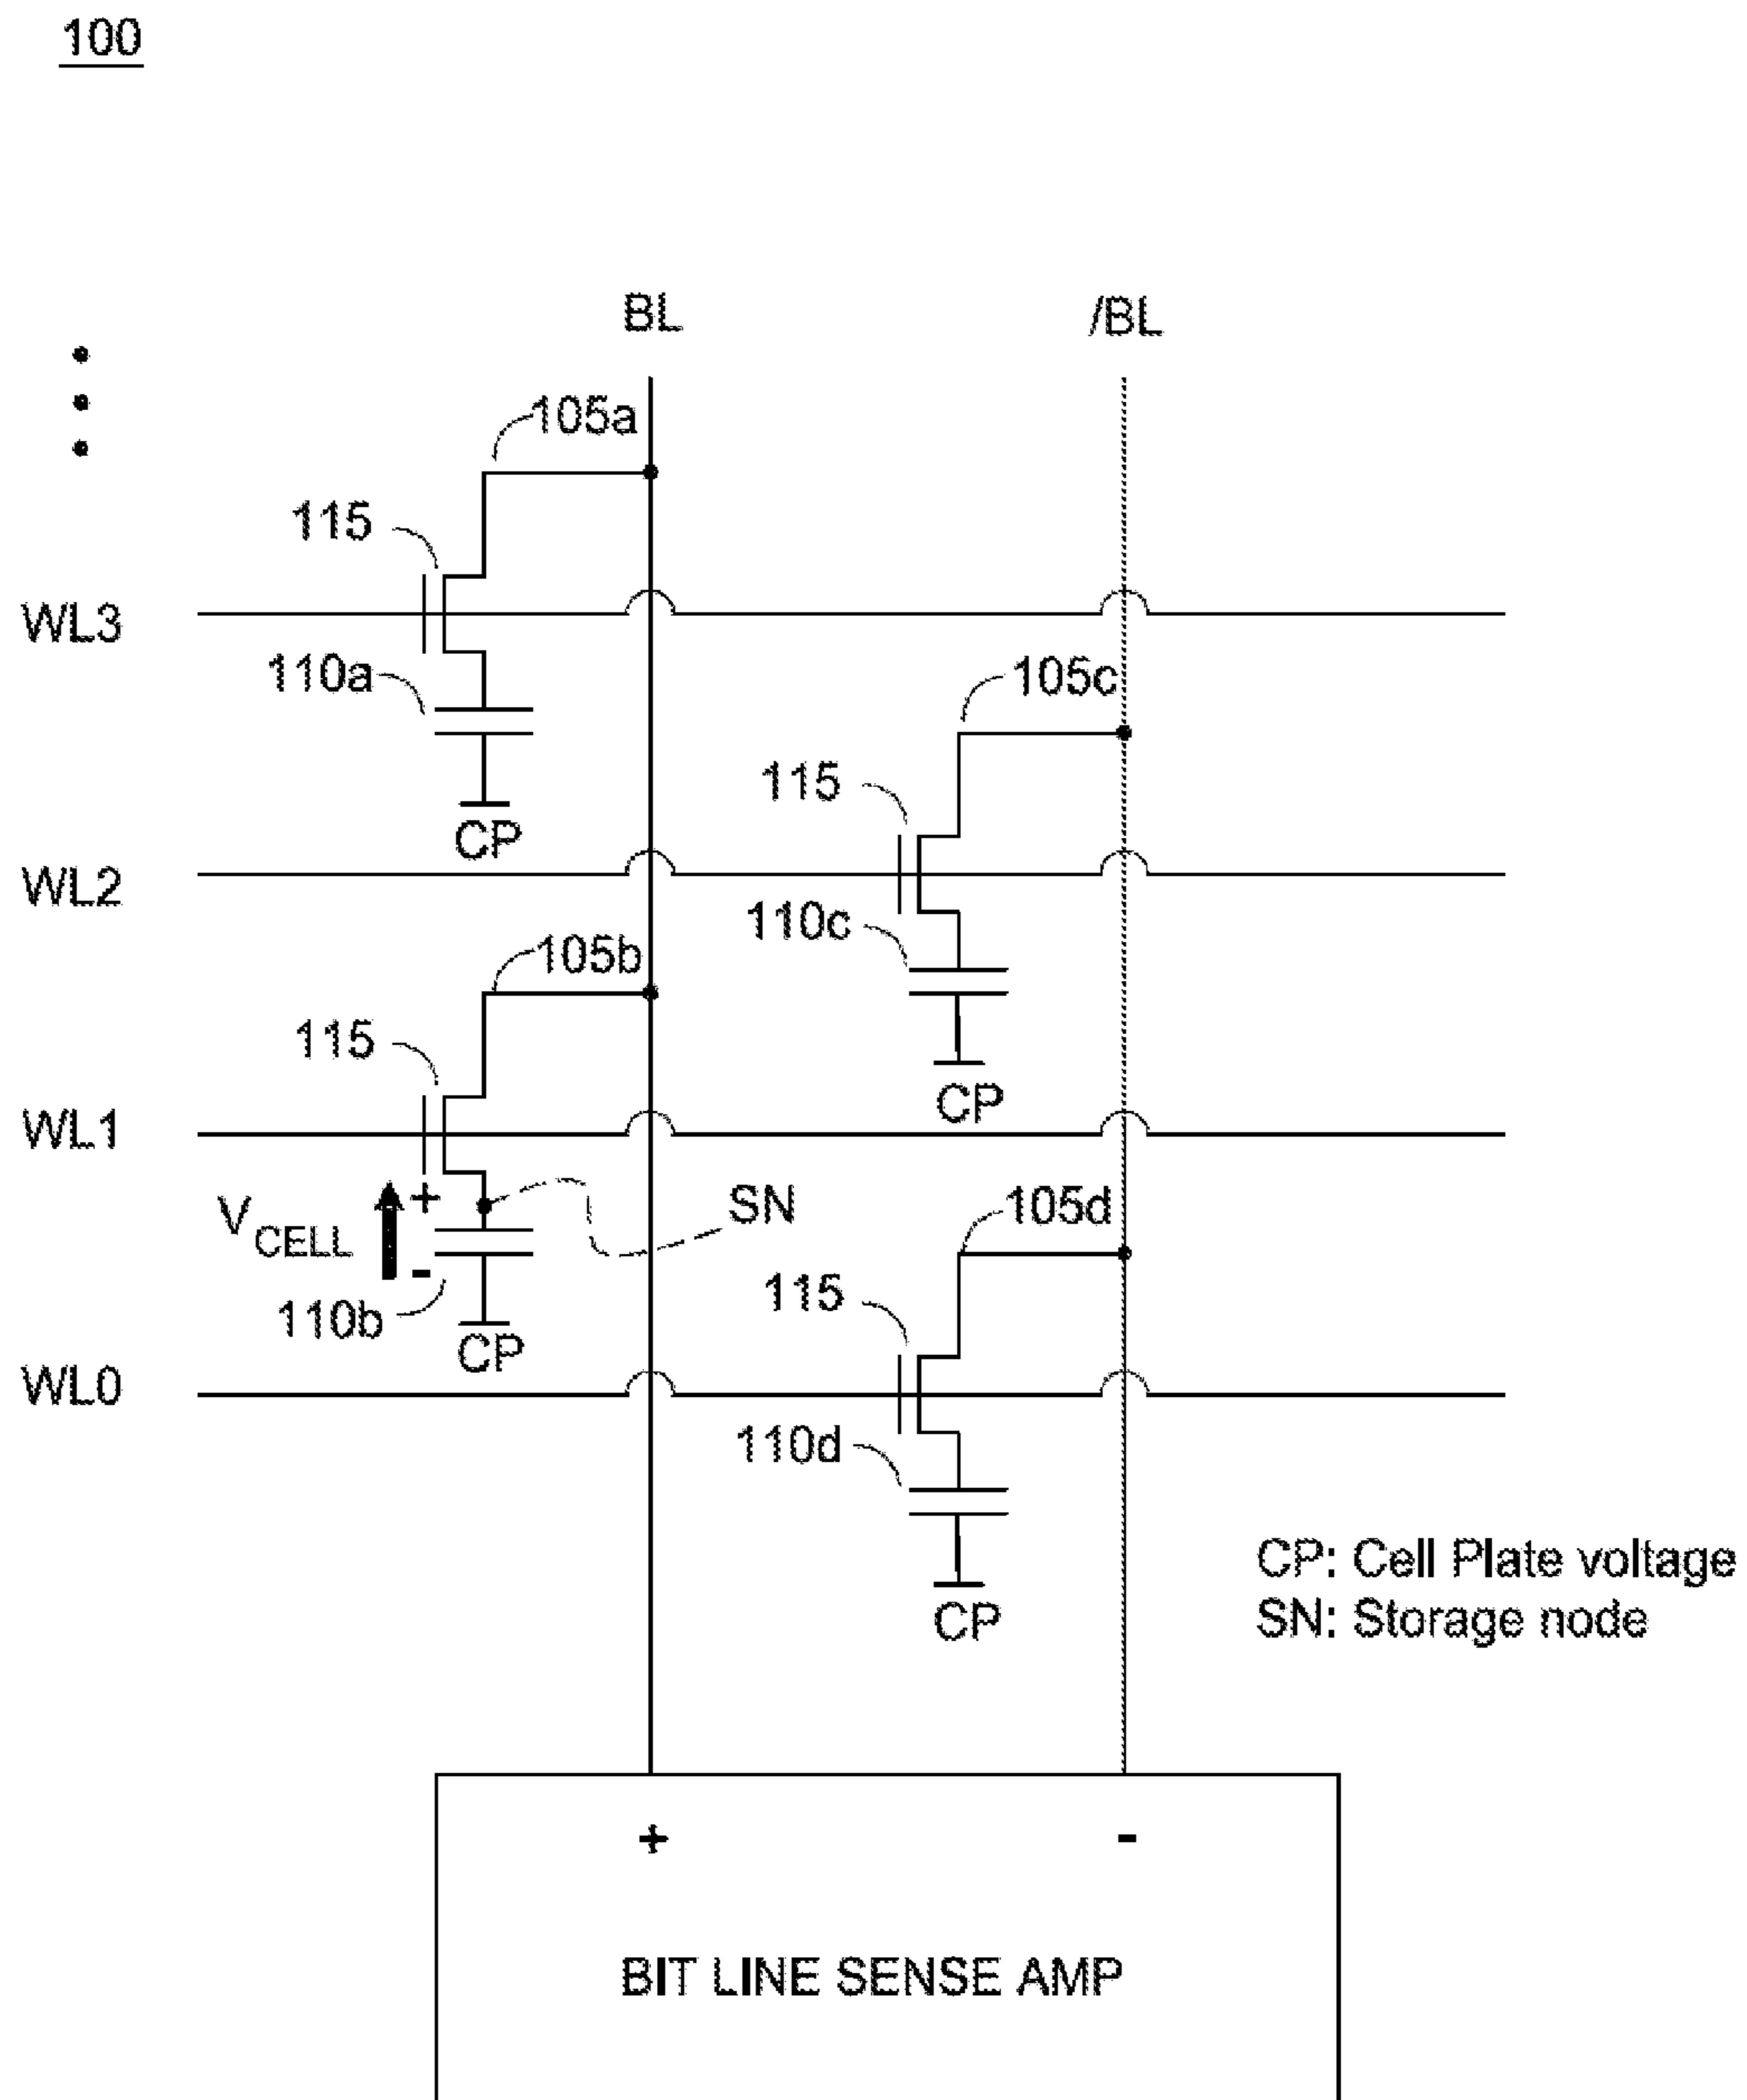 100
BL
/BL
105a
115
WL3
110a
105c
CP
115
WL2
110c
105b
115
CP
WL1
SN
+
VCELL
105d
-
110b
115
CP
WL0
110d
CP: Cell Plate voltage
CP
SN: Storage node
+ -
BIT LINE SENSE AMP